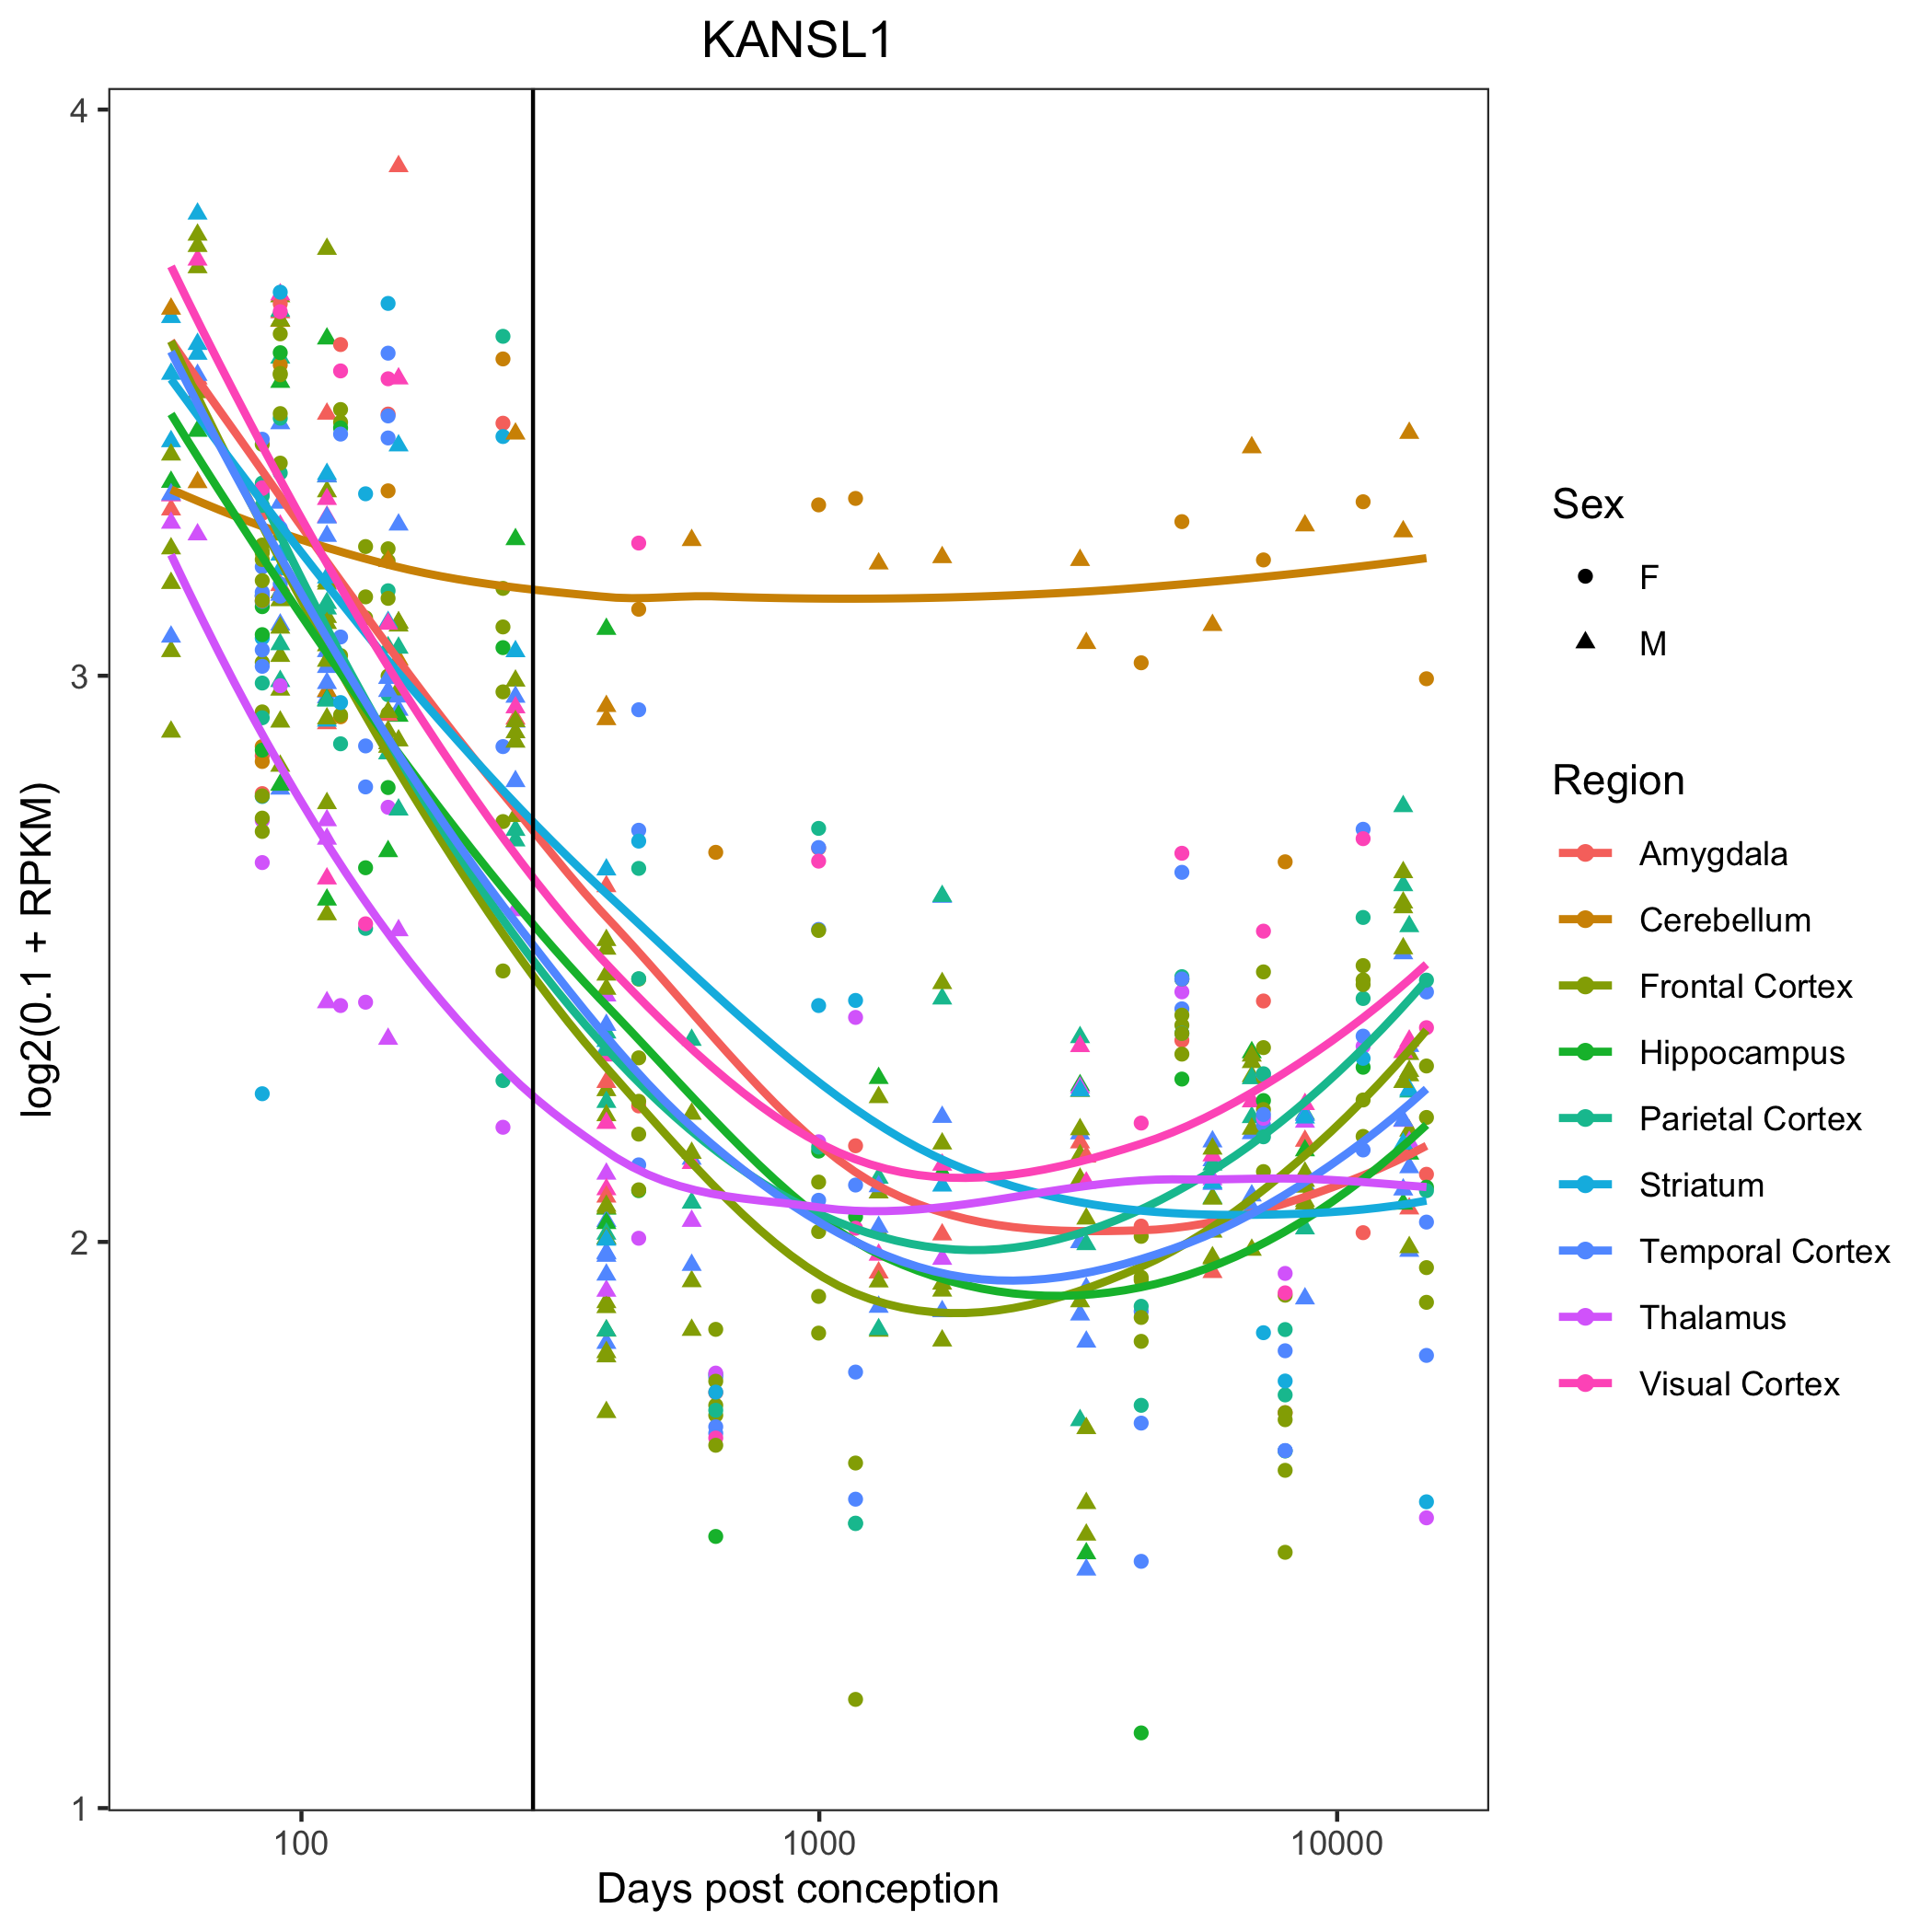 KANSL1
4
3
2
1
log2(0.1 + RPKM)
100
1000
10000
Days post conception
Sex
F
M
Region
Amygdala
Cerebellum
Frontal Cortex
Hippocampus
Parietal Cortex
Striatum
Temporal Cortex
Thalamus
Visual Cortex